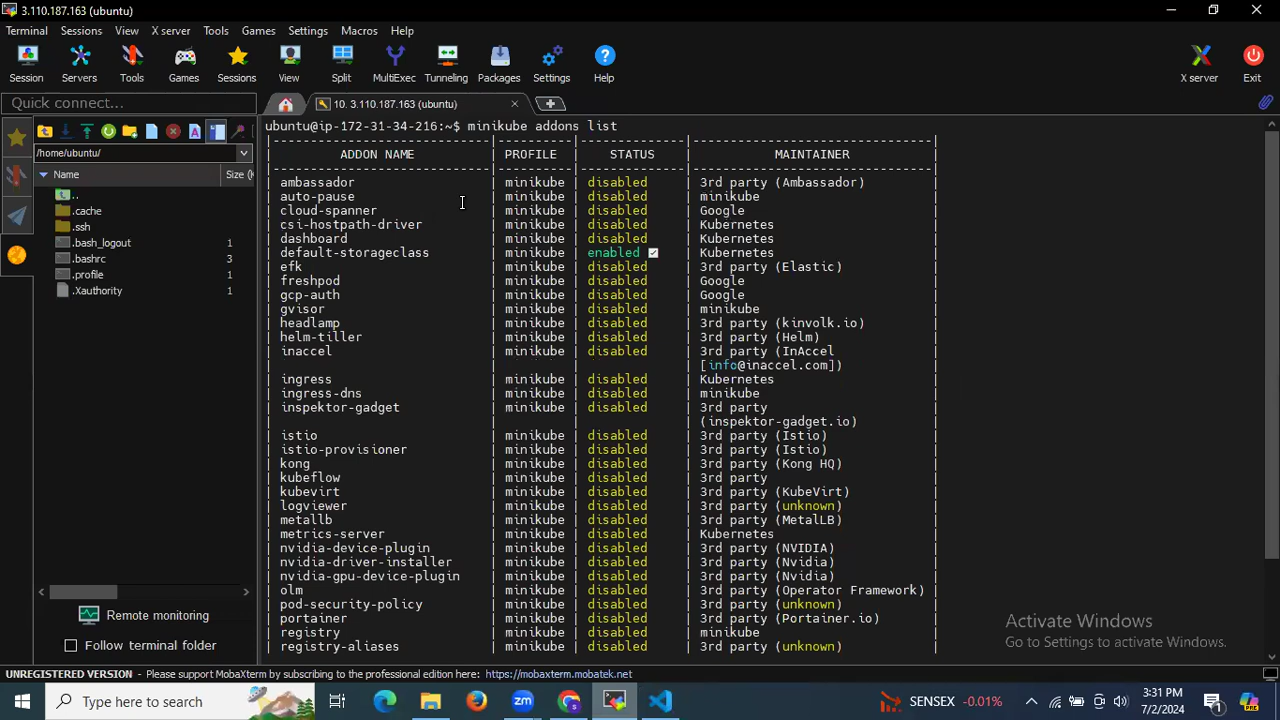 3.110.187.163 (ubuntu)
Terminal Sessions View X server Tools Games Settings Macros Help
Session Servers Tools Games Sessions View Split MultiExec Tunneling Packages Settings Help X server Exit
Quick connect...
10. 3.110.187.163 (ubuntu)
/home/ubuntu/
Name Size (
..
.cache
.ssh
.bash_logout 1
.bashrc 3
.profile 1
.Xauthority 1
Remote monitoring
Follow terminal folder
ubuntu@ip-172-31-34-216:~$ minikube addons list
|-----------------------------|----------|--------------|--------------------------------|
| ADDON NAME | PROFILE | STATUS | MAINTAINER |
|-----------------------------|----------|--------------|--------------------------------|
| ambassador | minikube | disabled | 3rd party (Ambassador) |
| auto-pause | minikube | disabled | minikube |
| cloud-spanner | minikube | disabled | Google |
| csi-hostpath-driver | minikube | disabled | Kubernetes |
| dashboard | minikube | disabled | Kubernetes |
| default-storageclass | minikube | enabled ✅ | Kubernetes |
| efk | minikube | disabled | 3rd party (Elastic) |
| freshpod | minikube | disabled | Google |
| gcp-auth | minikube | disabled | Google |
| gvisor | minikube | disabled | minikube |
| headlamp | minikube | disabled | 3rd party (kinvolk.io) |
| helm-tiller | minikube | disabled | 3rd party (Helm) |
| inaccel | minikube | disabled | 3rd party (InAccel |
| | | | [info@inaccel.com]) |
| ingress | minikube | disabled | Kubernetes |
| ingress-dns | minikube | disabled | minikube |
| inspektor-gadget | minikube | disabled | 3rd party |
| | | | (inspektor-gadget.io) |
| istio | minikube | disabled | 3rd party (Istio) |
| istio-provisioner | minikube | disabled | 3rd party (Istio) |
| kong | minikube | disabled | 3rd party (Kong HQ) |
| kubeflow | minikube | disabled | 3rd party |
| kubevirt | minikube | disabled | 3rd party (KubeVirt) |
| logviewer | minikube | disabled | 3rd party (unknown) |
| metallb | minikube | disabled | 3rd party (MetalLB) |
| metrics-server | minikube | disabled | Kubernetes |
| nvidia-device-plugin | minikube | disabled | 3rd party (NVIDIA) |
| nvidia-driver-installer | minikube | disabled | 3rd party (Nvidia) |
| nvidia-gpu-device-plugin | minikube | disabled | 3rd party (Nvidia) |
| olm | minikube | disabled | 3rd party (Operator Framework) |
| pod-security-policy | minikube | disabled | 3rd party (unknown) |
| portainer | minikube | disabled | 3rd party (Portainer.io) |
| registry | minikube | disabled | minikube |
| registry-aliases | minikube | disabled | 3rd party (unknown) |
Activate Windows
Go to Settings to activate Windows.
UNREGISTERED VERSION - Please support MobaXterm by subscribing to the professional edition here: https://mobaxterm.mobatek.net
Type here to search
zm
SENSEX -0.01%
3:31 PM
7/2/2024
1
PRE